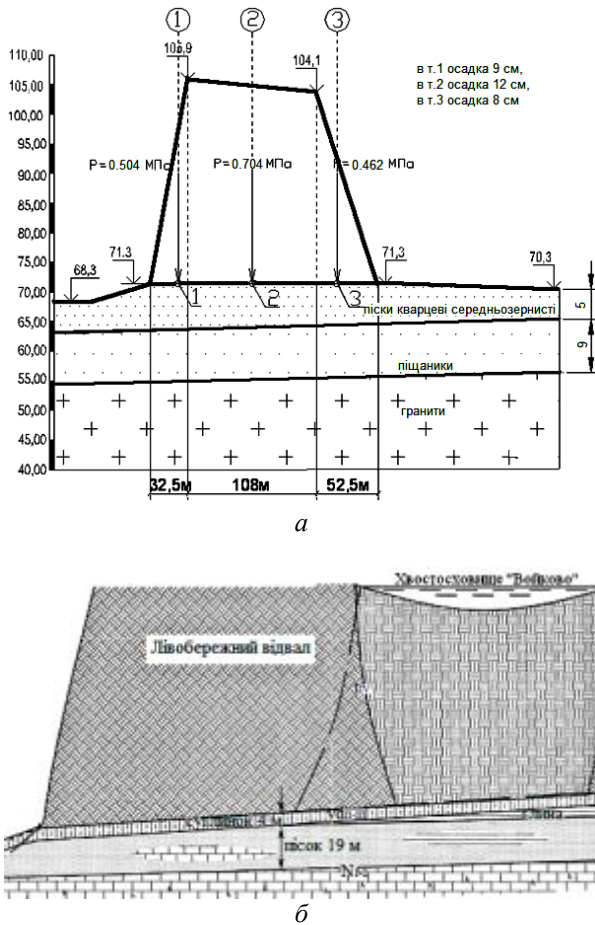 1 2 3
110,00
105,00
100,00
95,00
90,00
85,00
80,00
75,00
70,00
65,00
60,00
55,00
50,00
45,00
40,00
104,1
в т.1 осадка 9 см,
в т.2 осадка 12 см,
в т.3 осадка 8 см
P=0.504 МПа P=0.704 МПа P=0.462 МПа
68,3 71.3 71,3 70,3
1 2 3
піски кварцеві середньозернисті
5
піщаники
9
гранити
32,5м 108м 52,5м
а
Хвостосховище "Войково"
Лівобережний відвал
4 м
пісок 19 м
б